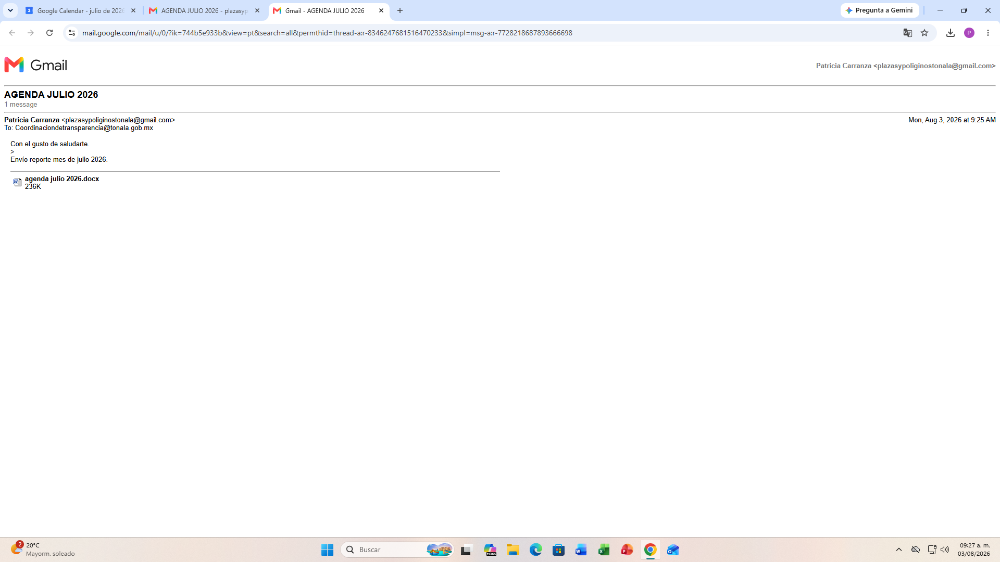 Google Calendar - julio de 202
AGENDA JULIO 2026 - plazasyp
Gmail - AGENDA JULIO 2026
Pregunta a Gemini
mail.google.com/mail/u/0/?ik=744b5e933b&view=pt&search=all&permthid=thread-a:r-8346247681516470233&simpl=msg-a:r-7728218687893666698
P
Gmail
Patricia Carranza <plazasypoliginostonala@gmail.com>
AGENDA JULIO 2026
1 message
Patricia Carranza <plazasypoliginostonala@gmail.com>
Mon, Aug 3, 2026 at 9:25 AM
To: Coordinaciondetransparencia@tonala.gob.mx
Con el gusto de saludarte.
>
Envío reporte mes de julio 2026.
agenda julio 2026.docx
236K
2
20°C
Mayorm. soleado
Buscar
M365
09:27 a. m.
03/08/2026